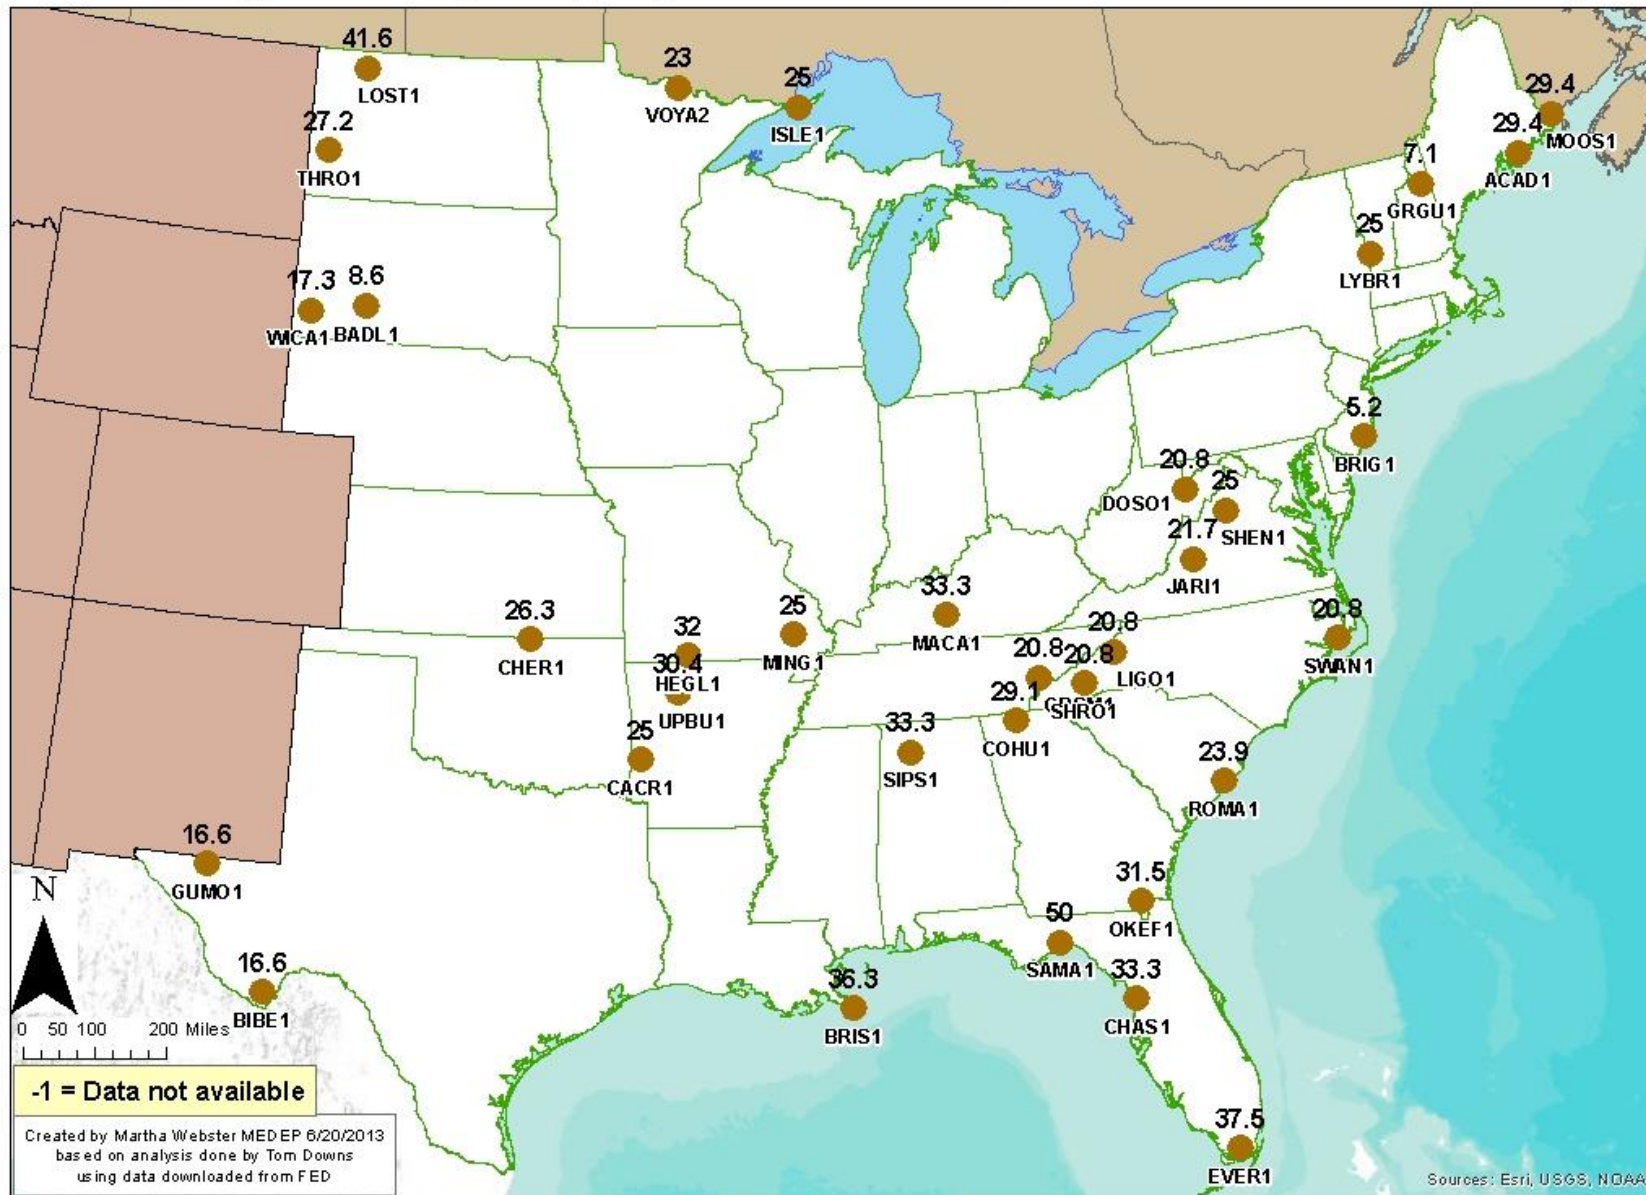 41.6
LOST1
23
VOYA2
25
ISLE1
29.4
MOOS1
29.4
ACAD1
27.2
THRO1
7.1
GRGU1
25
LYBR1
17.3
WICA1
8.6
BADL1
5.2
BRIG1
20.8
DOSO1
25
SHEN1
21.7
JARI1
33.3
MACA1
26.3
CHER1
32
HEGL1
25
MING1
20.8
LIGO1
20.8
SWAN1
20.8
20.8
SHRO1
30.4
UPBU1
29.1
COHU1
33.3
SIPS1
25
CACR1
23.9
ROMA1
16.6
GUMO1
31.5
OKEF1
50
SAMA1
33.3
CHAS1
16.6
BIBE1
36.3
BRIS1
37.5
EVER1
N
0 50 100 200 Miles
-1 = Data not available
Created by Martha Webster MEDEP 6/20/2013
based on analysis done by Tom Downs
using data downloaded from FED
Sources: Esri, USGS, NOAA